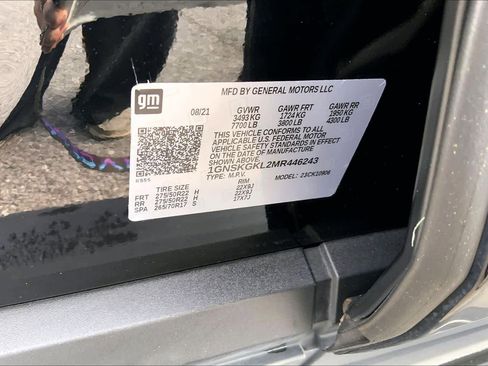 gm
MFD BY GENERAL MOTORS LLC
08/21 GVWR GAWR FRT GAWR RR
3493 KG 1724 KG 1950 KG
7700 LB 3800 LB 4300 LB
THIS VEHICLE CONFORMS TO ALL
APPLICABLE U.S. FEDERAL MOTOR
VEHICLE SAFETY STANDARDS IN EFFECT
ON THE DATE OF MANUFACTURE
SHOWN ABOVE.
1GNSKGKL2MR446243
TYPE: M.P.V. MODEL:
TIRE SIZE RIM
FRT 275/50R22 H 22X9J
RR 275/50R22 H 22X9J
SPA 265/70R17 S 17X7J